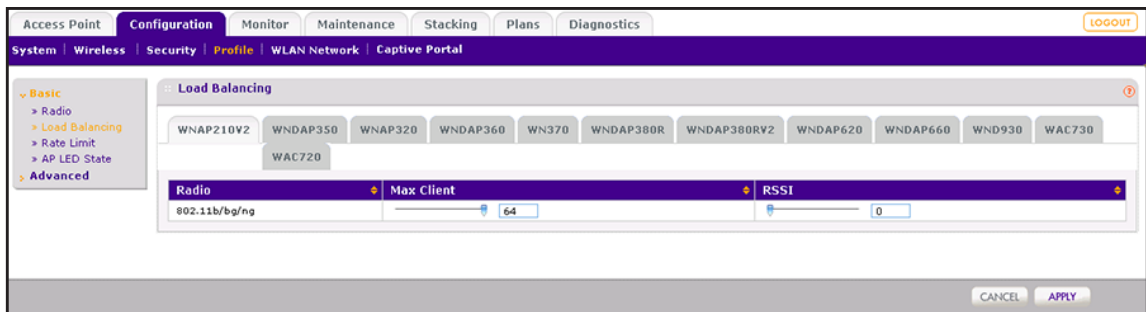 Access Point Configuration Monitor Maintenance Stacking Plans Diagnostics LOGOUT
System | Wireless | Security | Profile | WLAN Network | Captive Portal
Basic
» Radio
» Load Balancing
» Rate Limit
» AP LED State
Advanced
Load Balancing ?
WNAP210V2 WNDAP350 WNAP320 WNDAP360 WN370 WNDAP380R WNDAP380RV2 WNDAP620 WNDAP660 WND930 WAC730
WAC720
Radio Max Client RSSI
802.11b/bg/ng 64 0
CANCEL APPLY